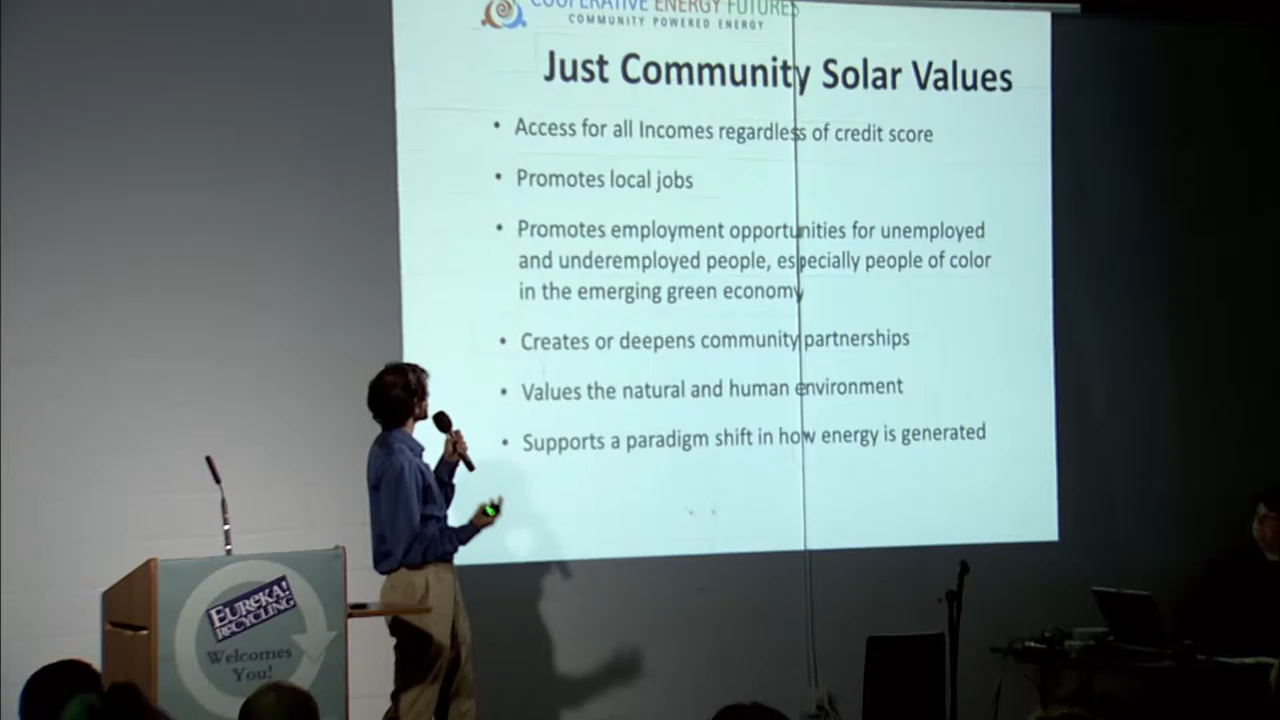 COOPERATIVE ENERGY FUTURES
COMMUNITY POWERED ENERGY
Just Community Solar Values
• Access for all Incomes regardless of credit score
• Promotes local jobs
• Promotes employment opportunities for unemployed
and underemployed people, especially people of color
in the emerging green economy
• Creates or deepens community partnerships
• Values the natural and human environment
• Supports a paradigm shift in how energy is generated
EUREKA!
RECYCLING
Welcomes
You!